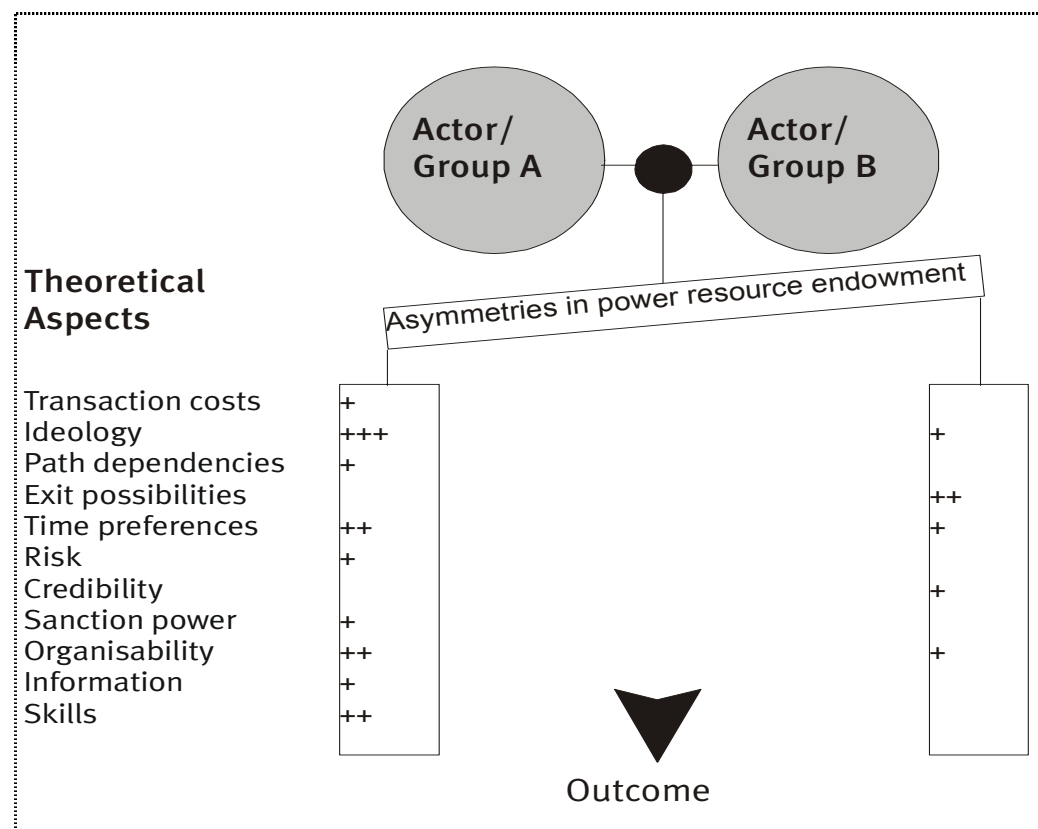 Actor/
Group A
Actor/
Group B
Asymmetries in power resource endowment
Theoretical
Aspects
Transaction costs +
Ideology +++ +
Path dependencies +
Exit possibilities ++
Time preferences ++ +
Risk +
Credibility +
Sanction power +
Organisability ++ +
Information +
Skills ++
Outcome